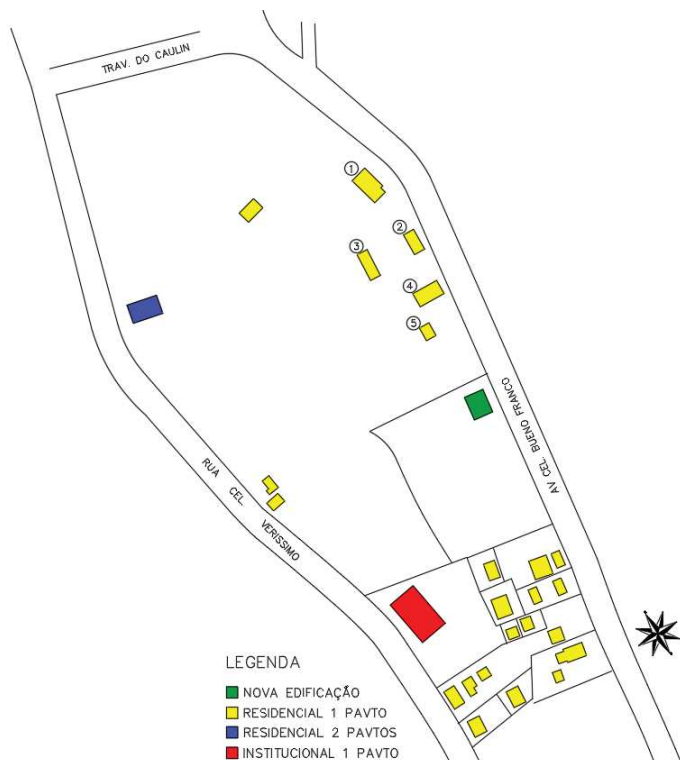 TRAV. DO CAULIN
1
2
3
4
5
AV CEL. BUENO FRANCO
RUA CEL. VERISSIMO
LEGENDA
NOVA EDIFICAÇÃO
RESIDENCIAL 1 PAVTO
RESIDENCIAL 2 PAVTOS
INSTITUCIONAL 1 PAVTO